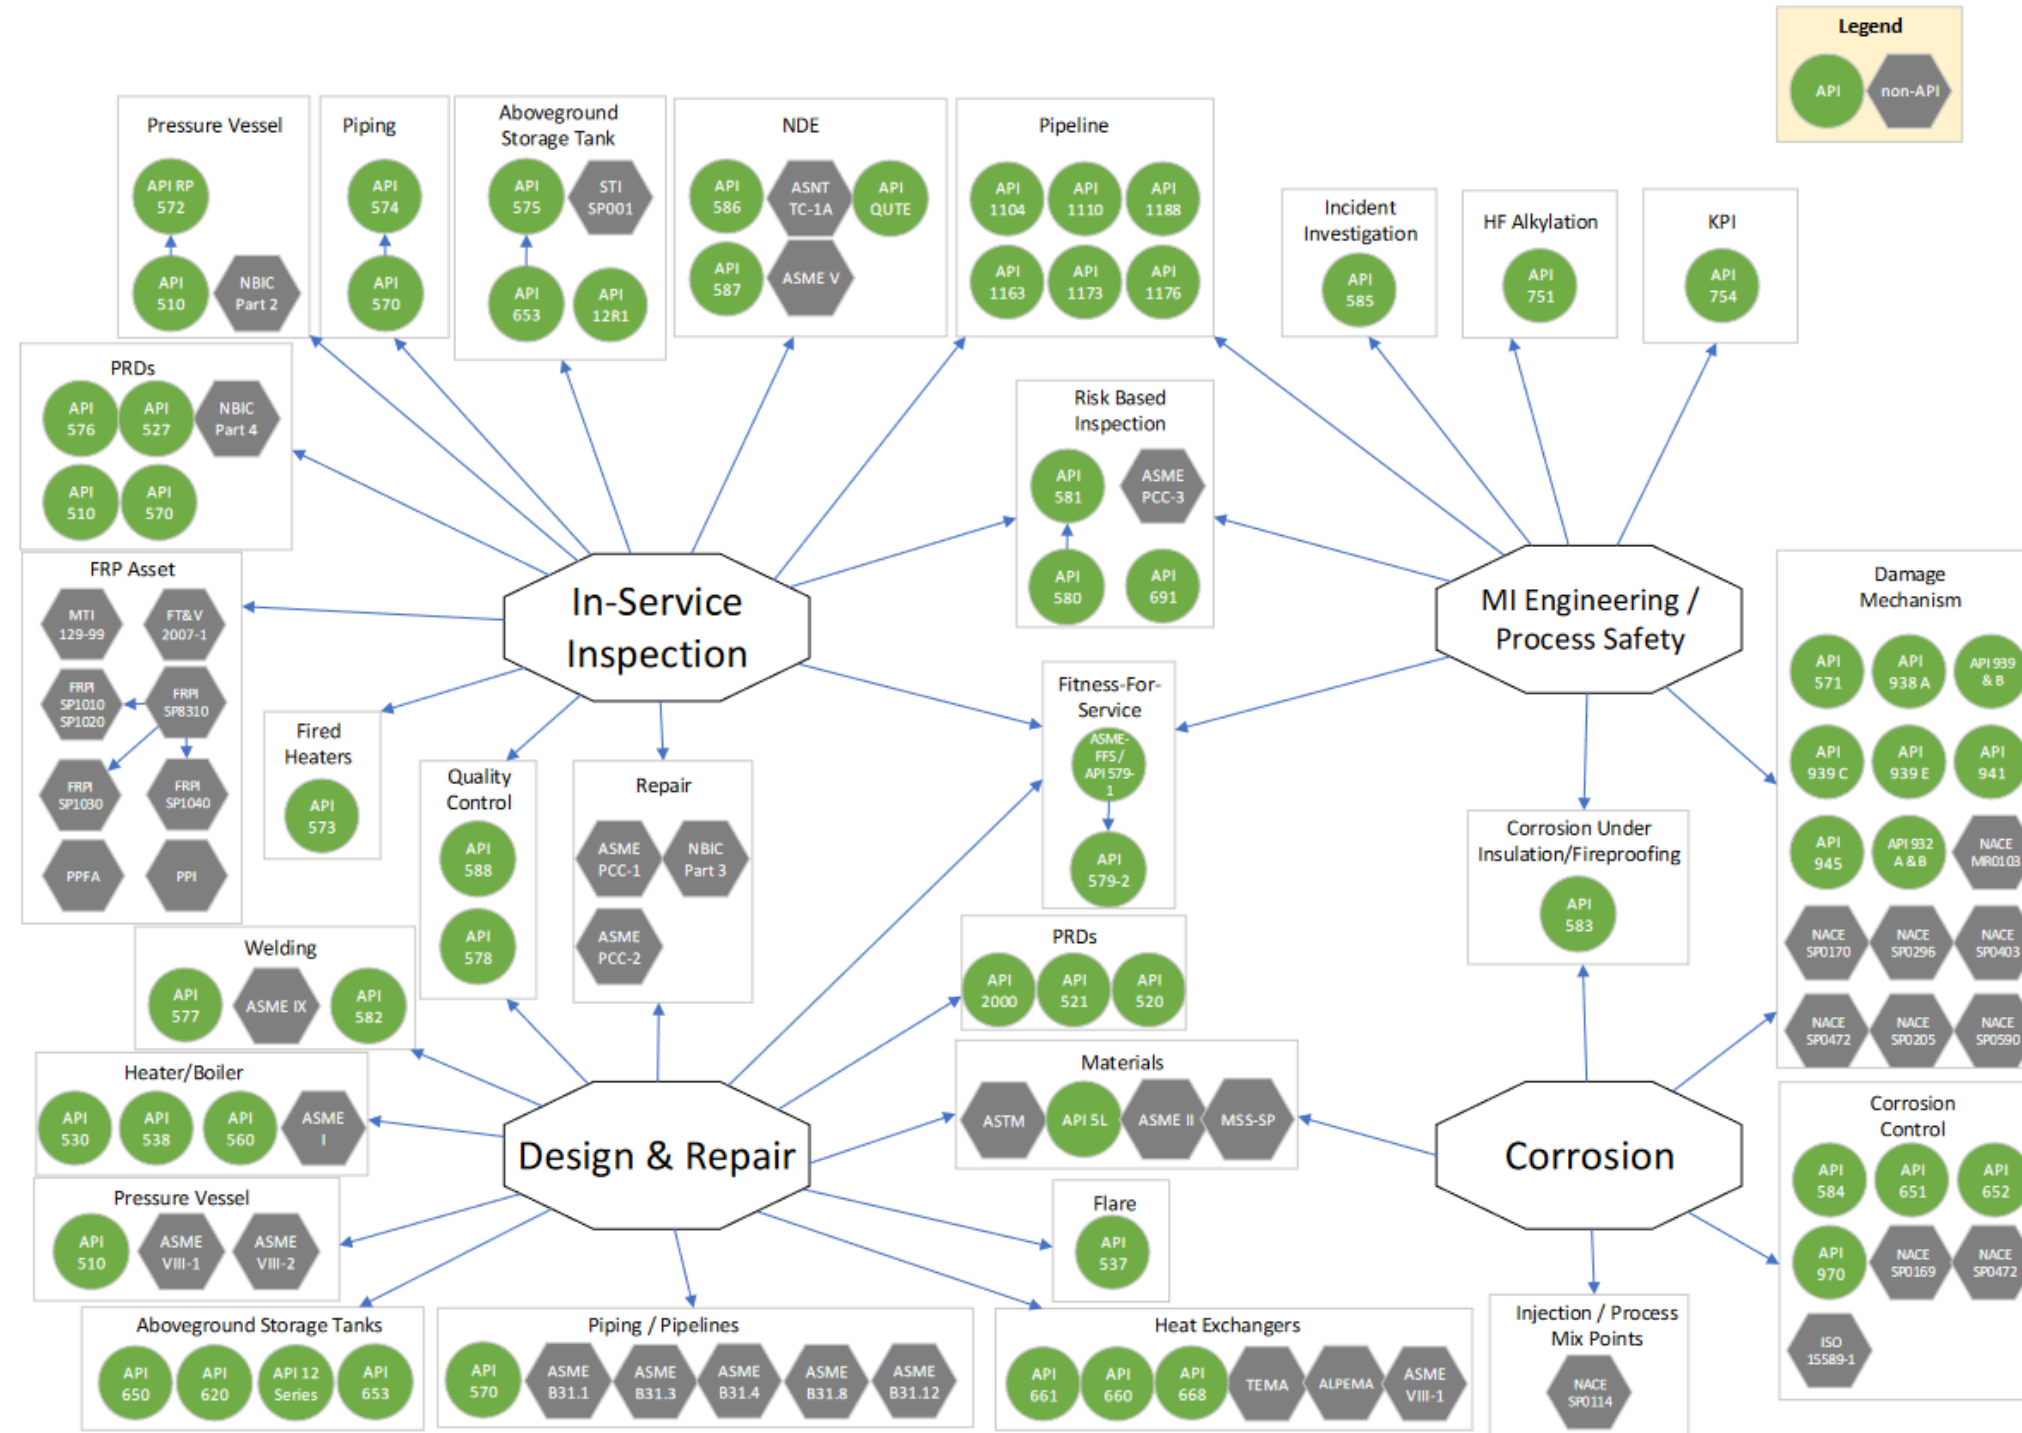 Legend
API
non-API
Pressure Vessel
API RP
572
API
510
NBIC
Part 2
Piping
API
574
API
570
Aboveground
Storage Tank
API
575
STI
SP001
API
653
API
12R1
NDE
API
586
ASNT
TC-1A
API
QUTE
API
587
ASME V
Pipeline
API
1104
API
1110
API
1188
API
1163
API
1173
API
1176
Incident
Investigation
API
585
HF Alkylation
API
751
KPI
API
754
PRDs
API
576
API
527
NBIC
Part 4
API
510
API
570
Risk Based
Inspection
API
581
ASME
PCC-3
API
580
API
691
FRP Asset
MTI
129-99
FT&V
2007-1
FRPI
SP1010
SP1020
FRPI
SP8310
FRPI
SP1030
FRPI
SP1040
PPFA
PPI
In-Service
Inspection
MI Engineering /
Process Safety
Damage
Mechanism
API
571
API
938 A
API 939
& B
API
939 C
API
939 E
API
941
API
945
API 932
A & B
NACE
MR0103
NACE
SP0170
NACE
SP0296
NACE
SP0403
NACE
SP0472
NACE
SP0205
NACE
SP0590
Fired
Heaters
API
573
Quality
Control
API
588
API
578
Repair
ASME
PCC-1
NBIC
Part 3
ASME
PCC-2
Fitness-For-
Service
ASME-
FFS /
API 579-
1
API
579-2
Corrosion Under
Insulation/Fireproofing
API
583
Welding
API
577
ASME IX
API
582
PRDs
API
2000
API
521
API
520
Heater/Boiler
API
530
API
538
API
560
ASME
I
Materials
ASTM
API 5L
ASME II
MSS-SP
Design & Repair
Corrosion
Corrosion
Control
API
584
API
651
API
652
API
970
NACE
SP0169
NACE
SP0472
ISO
15589-1
Pressure Vessel
API
510
ASME
VIII-1
ASME
VIII-2
Flare
API
537
Aboveground Storage Tanks
API
650
API
620
API 12
Series
API
653
Piping / Pipelines
API
570
ASME
B31.1
ASME
B31.3
ASME
B31.4
ASME
B31.8
ASME
B31.12
Heat Exchangers
API
661
API
660
API
668
TEMA
ALPEMA
ASME
VIII-1
Injection / Process
Mix Points
NACE
SP0114